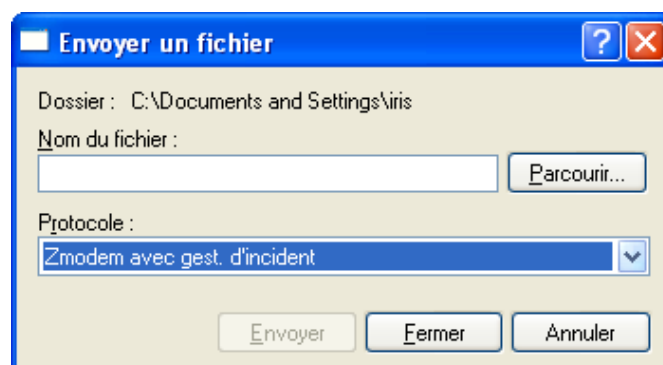 Envoyer un fichier
Dossier : C:\Documents and Settings\iris
Nom du fichier :
Parcourir...
Protocole :
Zmodem avec gest. d'incident
Envoyer Fermer Annuler